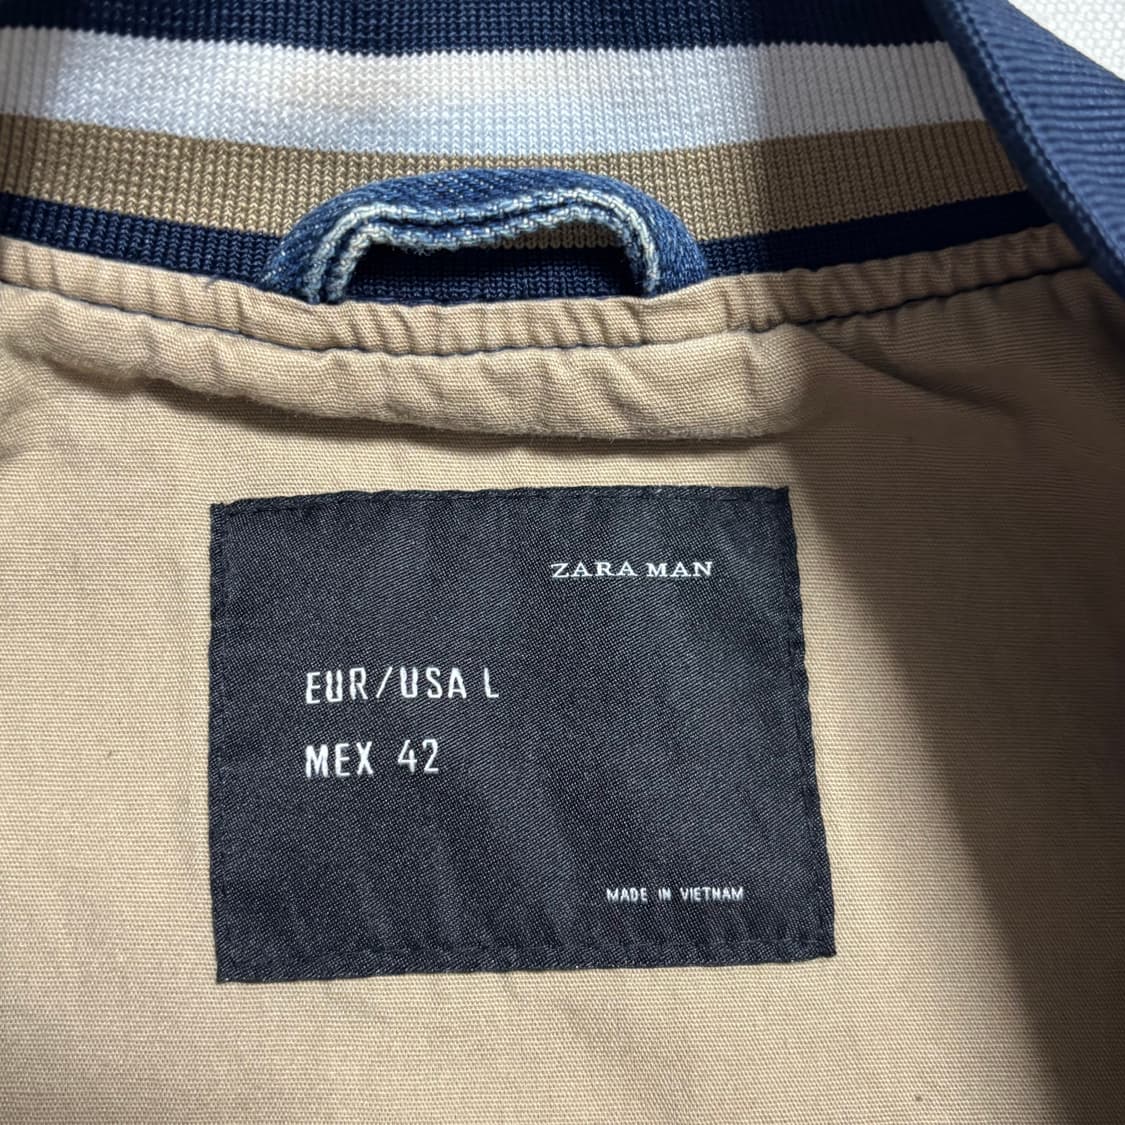 ZARA MAN
EUR/USA L
MEX 42
MADE IN VIETNAM